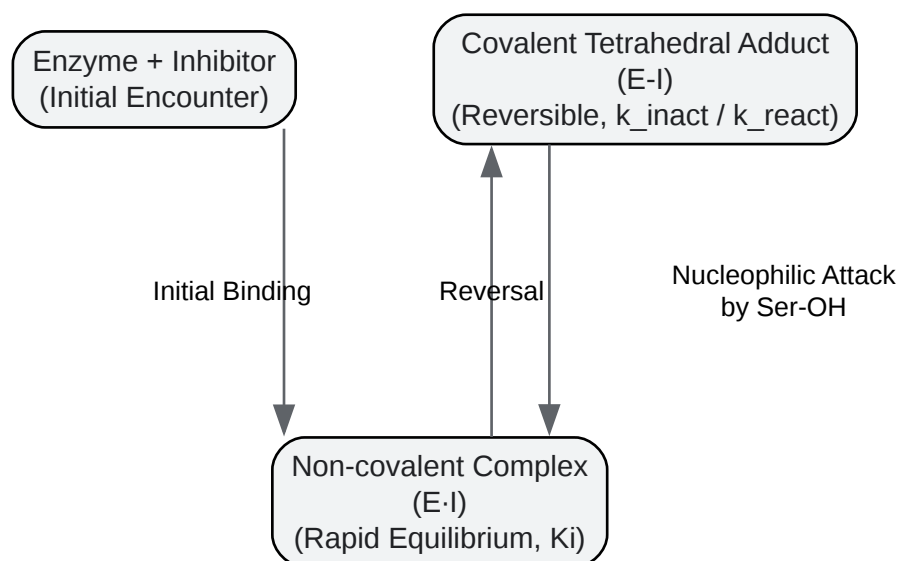 Enzyme + Inhibitor
(Initial Encounter)
Covalent Tetrahedral Adduct
(E-I)
(Reversible, k_inact / k_react)
Initial Binding
Reversal
Nucleophilic Attack
by Ser-OH
Non-covalent Complex
(E·I)
(Rapid Equilibrium, Ki)